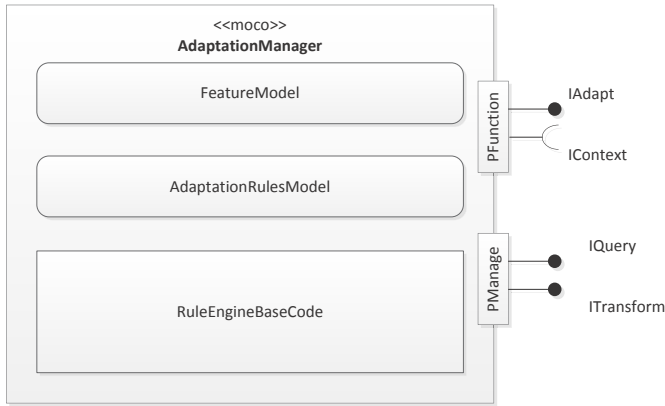 <<moco>>
AdaptationManager
FeatureModel
AdaptationRulesModel
RuleEngineBaseCode
PFunction
IAdapt
IContext
PManage
IQuery
ITransform